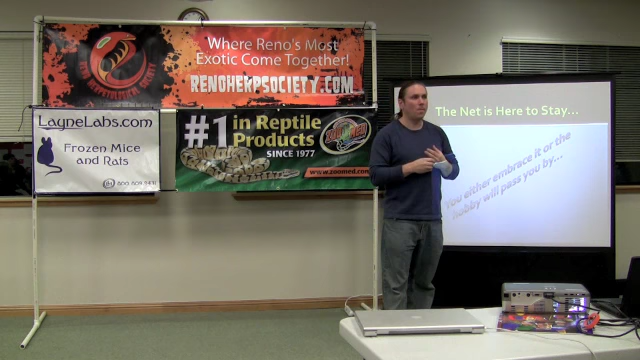 Where Reno's Most
Exotic Come Together!
RENOHERPSOCIETY.COM
LayneLabs.com
Frozen Mice
and Rats
#1 in Reptile
Products
SINCE 1977
ZOO MED
www.zoomed.com
The Net is Here to Stay...
You either embrace it or the
hobby will pass you by...